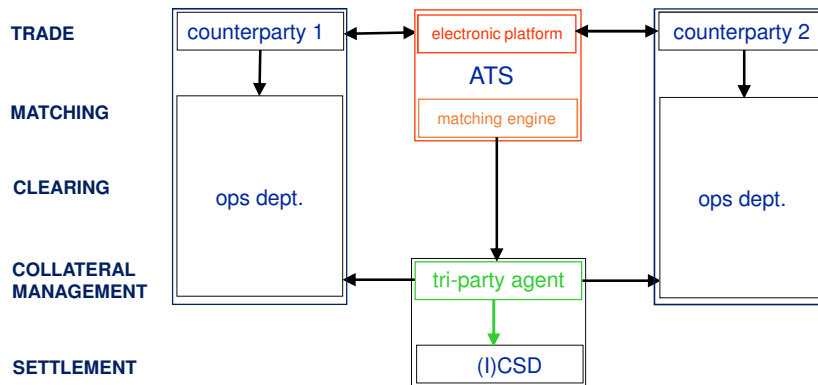 TRADE
counterparty 1
electronic platform
counterparty 2
ATS
MATCHING
matching engine
CLEARING
ops dept.
ops dept.
COLLATERAL
MANAGEMENT
tri-party agent
SETTLEMENT
(I)CSD